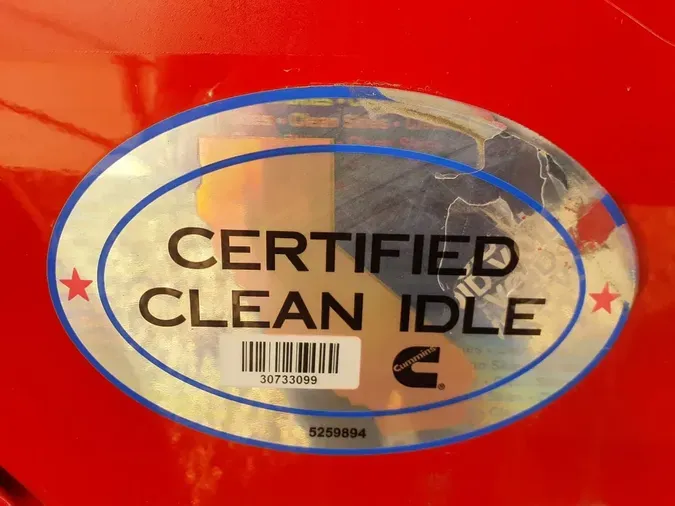 CERTIFIED
CLEAN IDLE
30733099
Cummins
®
5259894